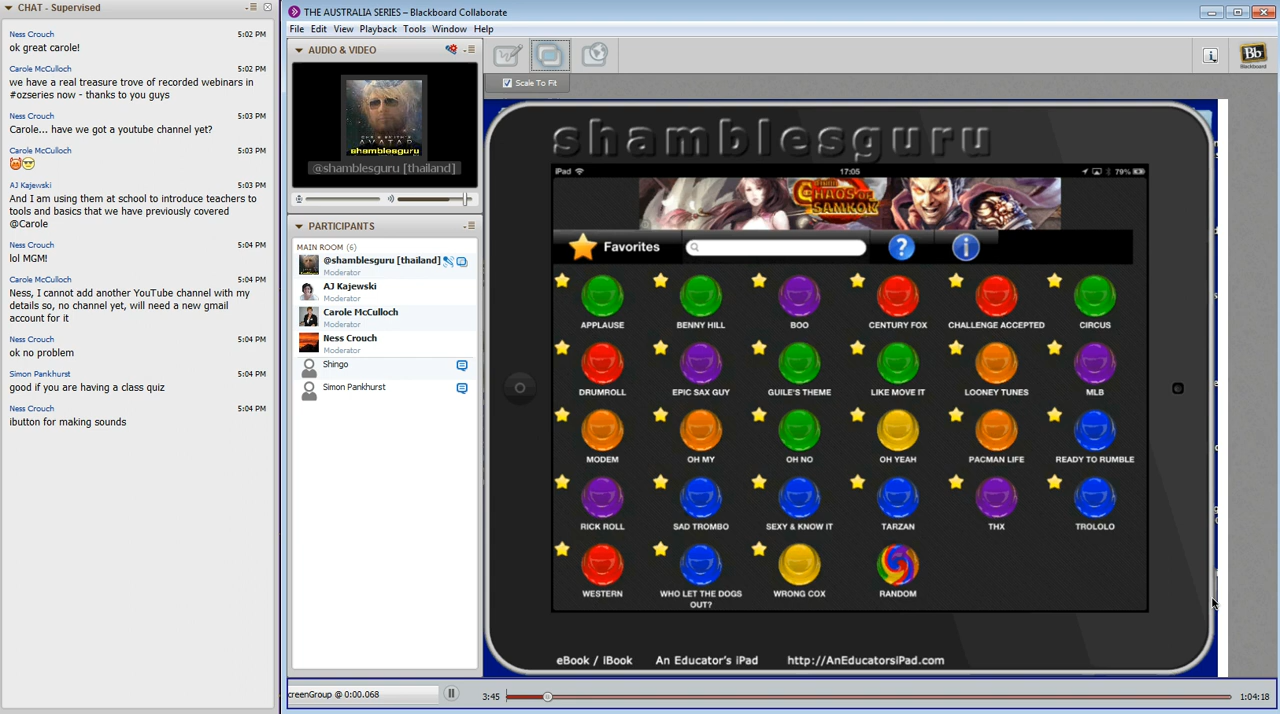 CHAT - Supervised
Ness Crouch 5:02 PM
ok great carole!
Carole McCulloch 5:02 PM
we have a real treasure trove of recorded webinars in
#ozseries now - thanks to you guys
Ness Crouch 5:03 PM
Carole... have we got a youtube channel yet?
Carole McCulloch 5:03 PM
AJ Kajewski 5:03 PM
And I am using them at school to introduce teachers to
tools and basics that we have previously covered
@Carole
Ness Crouch 5:04 PM
lol MGM!
Carole McCulloch 5:04 PM
Ness, I cannot add another YouTube channel with my
details so, no channel yet, will need a new gmail
account for it
Ness Crouch 5:04 PM
ok no problem
Simon Pankhurst 5:04 PM
good if you are having a class quiz
Ness Crouch 5:04 PM
ibutton for making sounds
THE AUSTRALIA SERIES – Blackboard Collaborate
File Edit View Playback Tools Window Help
AUDIO & VIDEO
AVATAR
shamblesguru
@shamblesguru [thailand]
PARTICIPANTS
MAIN ROOM (6)
@shamblesguru [thailand]
Moderator
AJ Kajewski
Moderator
Carole McCulloch
Moderator
Ness Crouch
Moderator
Shingo
Simon Pankhurst
Scale To Fit
Bb
Blackboard
shamblesguru
iPad 17:05 79%
CHAOS OF
SAMKOK
Favorites
? i
APPLAUSE BENNY HILL BOO CENTURY FOX CHALLENGE ACCEPTED CIRCUS
DRUMROLL EPIC SAX GUY GUILE'S THEME LIKE MOVE IT LOONEY TUNES MLB
MODEM OH MY OH NO OH YEAH PACMAN LIFE READY TO RUMBLE
RICK ROLL SAD TROMBO SEXY & KNOW IT TARZAN THX TROLOLO
WESTERN WHO LET THE DOGS OUT? WRONG COX RANDOM
eBook / iBook An Educator's iPad http://AnEducatorsiPad.com
creenGroup @ 0:00.068
3:45 1:04:18